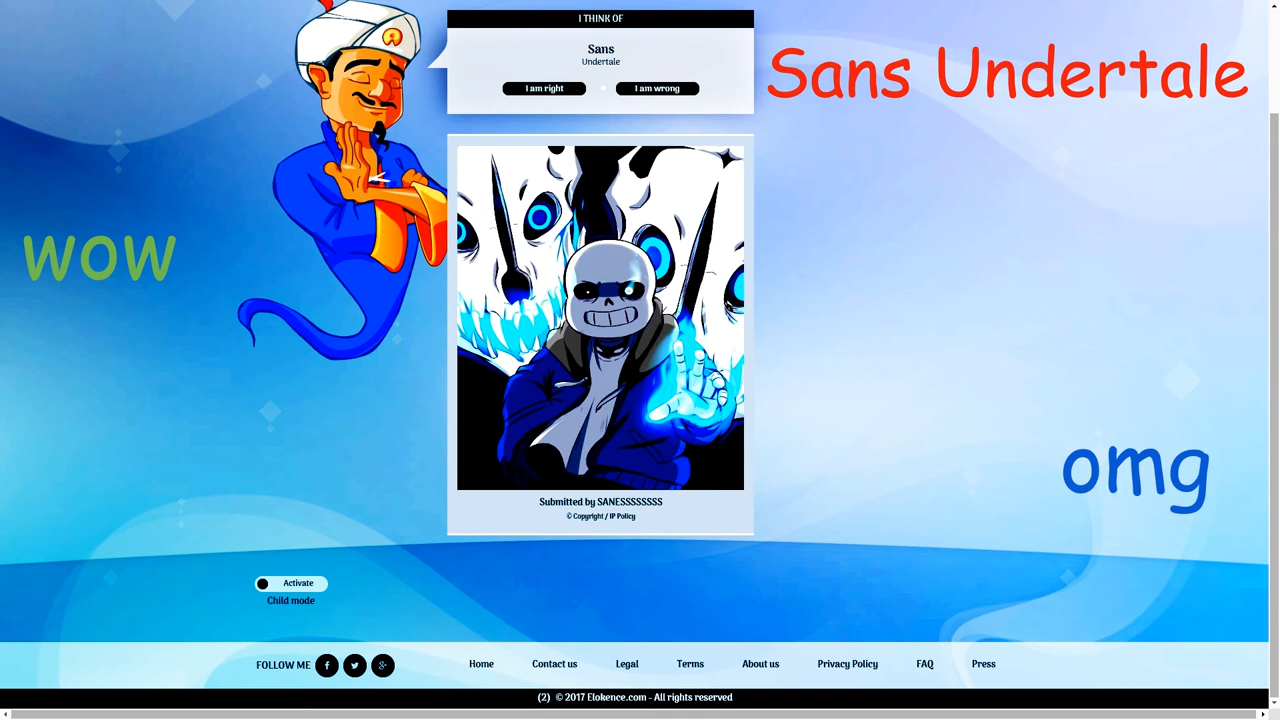 I THINK OF
Sans
Undertale
I am right
I am wrong
Sans Undertale
wow
omg
Submitted by SANESSSSSSSS
© Copyright / IP Policy
Activate
Child mode
FOLLOW ME
Home
Contact us
Legal
Terms
About us
Privacy Policy
FAQ
Press
(2) © 2017 Elokence.com - All rights reserved